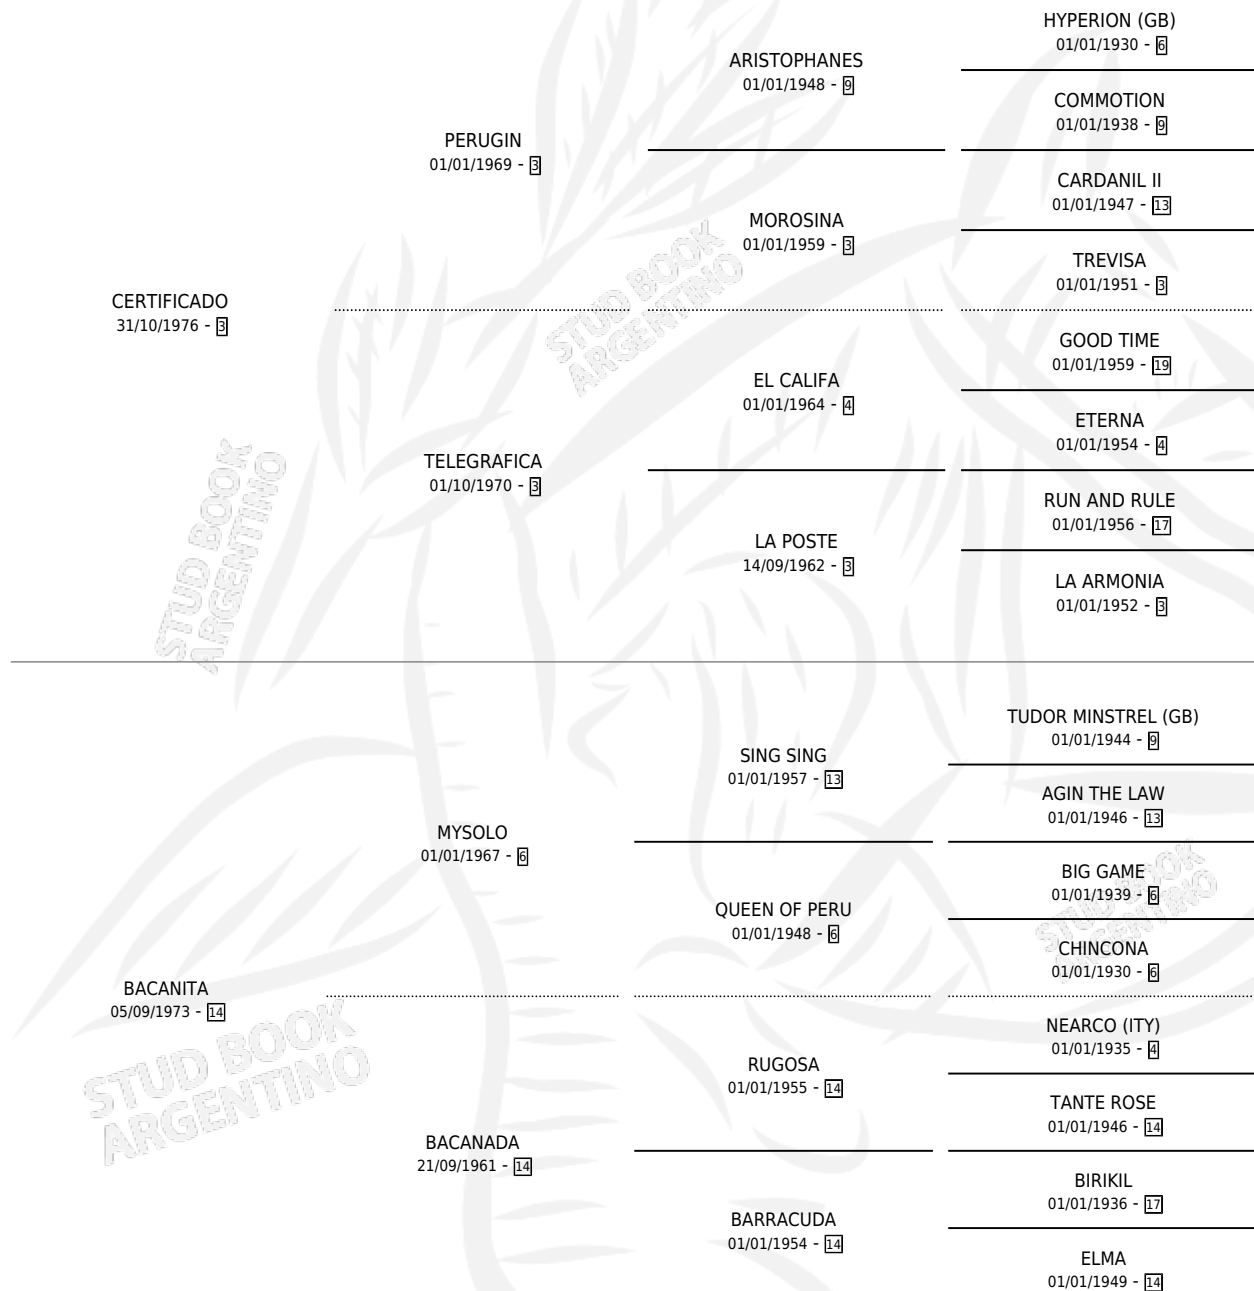 CERTIFICADO
31/10/1976 - 3
PERUGIN
01/01/1969 - 3
ARISTOPHANES
01/01/1948 - 9
HYPERION (GB)
01/01/1930 - 6
COMMOTION
01/01/1938 - 9
MOROSINA
01/01/1959 - 3
CARDANIL II
01/01/1947 - 13
TREVISA
01/01/1951 - 3
TELEGRAFICA
01/10/1970 - 3
EL CALIFA
01/01/1964 - 4
GOOD TIME
01/01/1959 - 19
ETERNA
01/01/1954 - 4
LA POSTE
14/09/1962 - 3
RUN AND RULE
01/01/1956 - 17
LA ARMONIA
01/01/1952 - 3
BACANITA
05/09/1973 - 14
MYSOLO
01/01/1967 - 6
SING SING
01/01/1957 - 13
TUDOR MINSTREL (GB)
01/01/1944 - 9
AGIN THE LAW
01/01/1946 - 13
QUEEN OF PERU
01/01/1948 - 6
BIG GAME
01/01/1939 - 6
CHINCONA
01/01/1930 - 6
BACANADA
21/09/1961 - 14
RUGOSA
01/01/1955 - 14
NEARCO (ITY)
01/01/1935 - 4
TANTE ROSE
01/01/1946 - 14
BARRACUDA
01/01/1954 - 14
BIRIKIL
01/01/1936 - 17
ELMA
01/01/1949 - 14
STUD BOOK
ARGENTINO
STUD BOOK
ARGENTINO
STUD BOOK
ARGENTINO
STUD BOOK
ARGENTINO